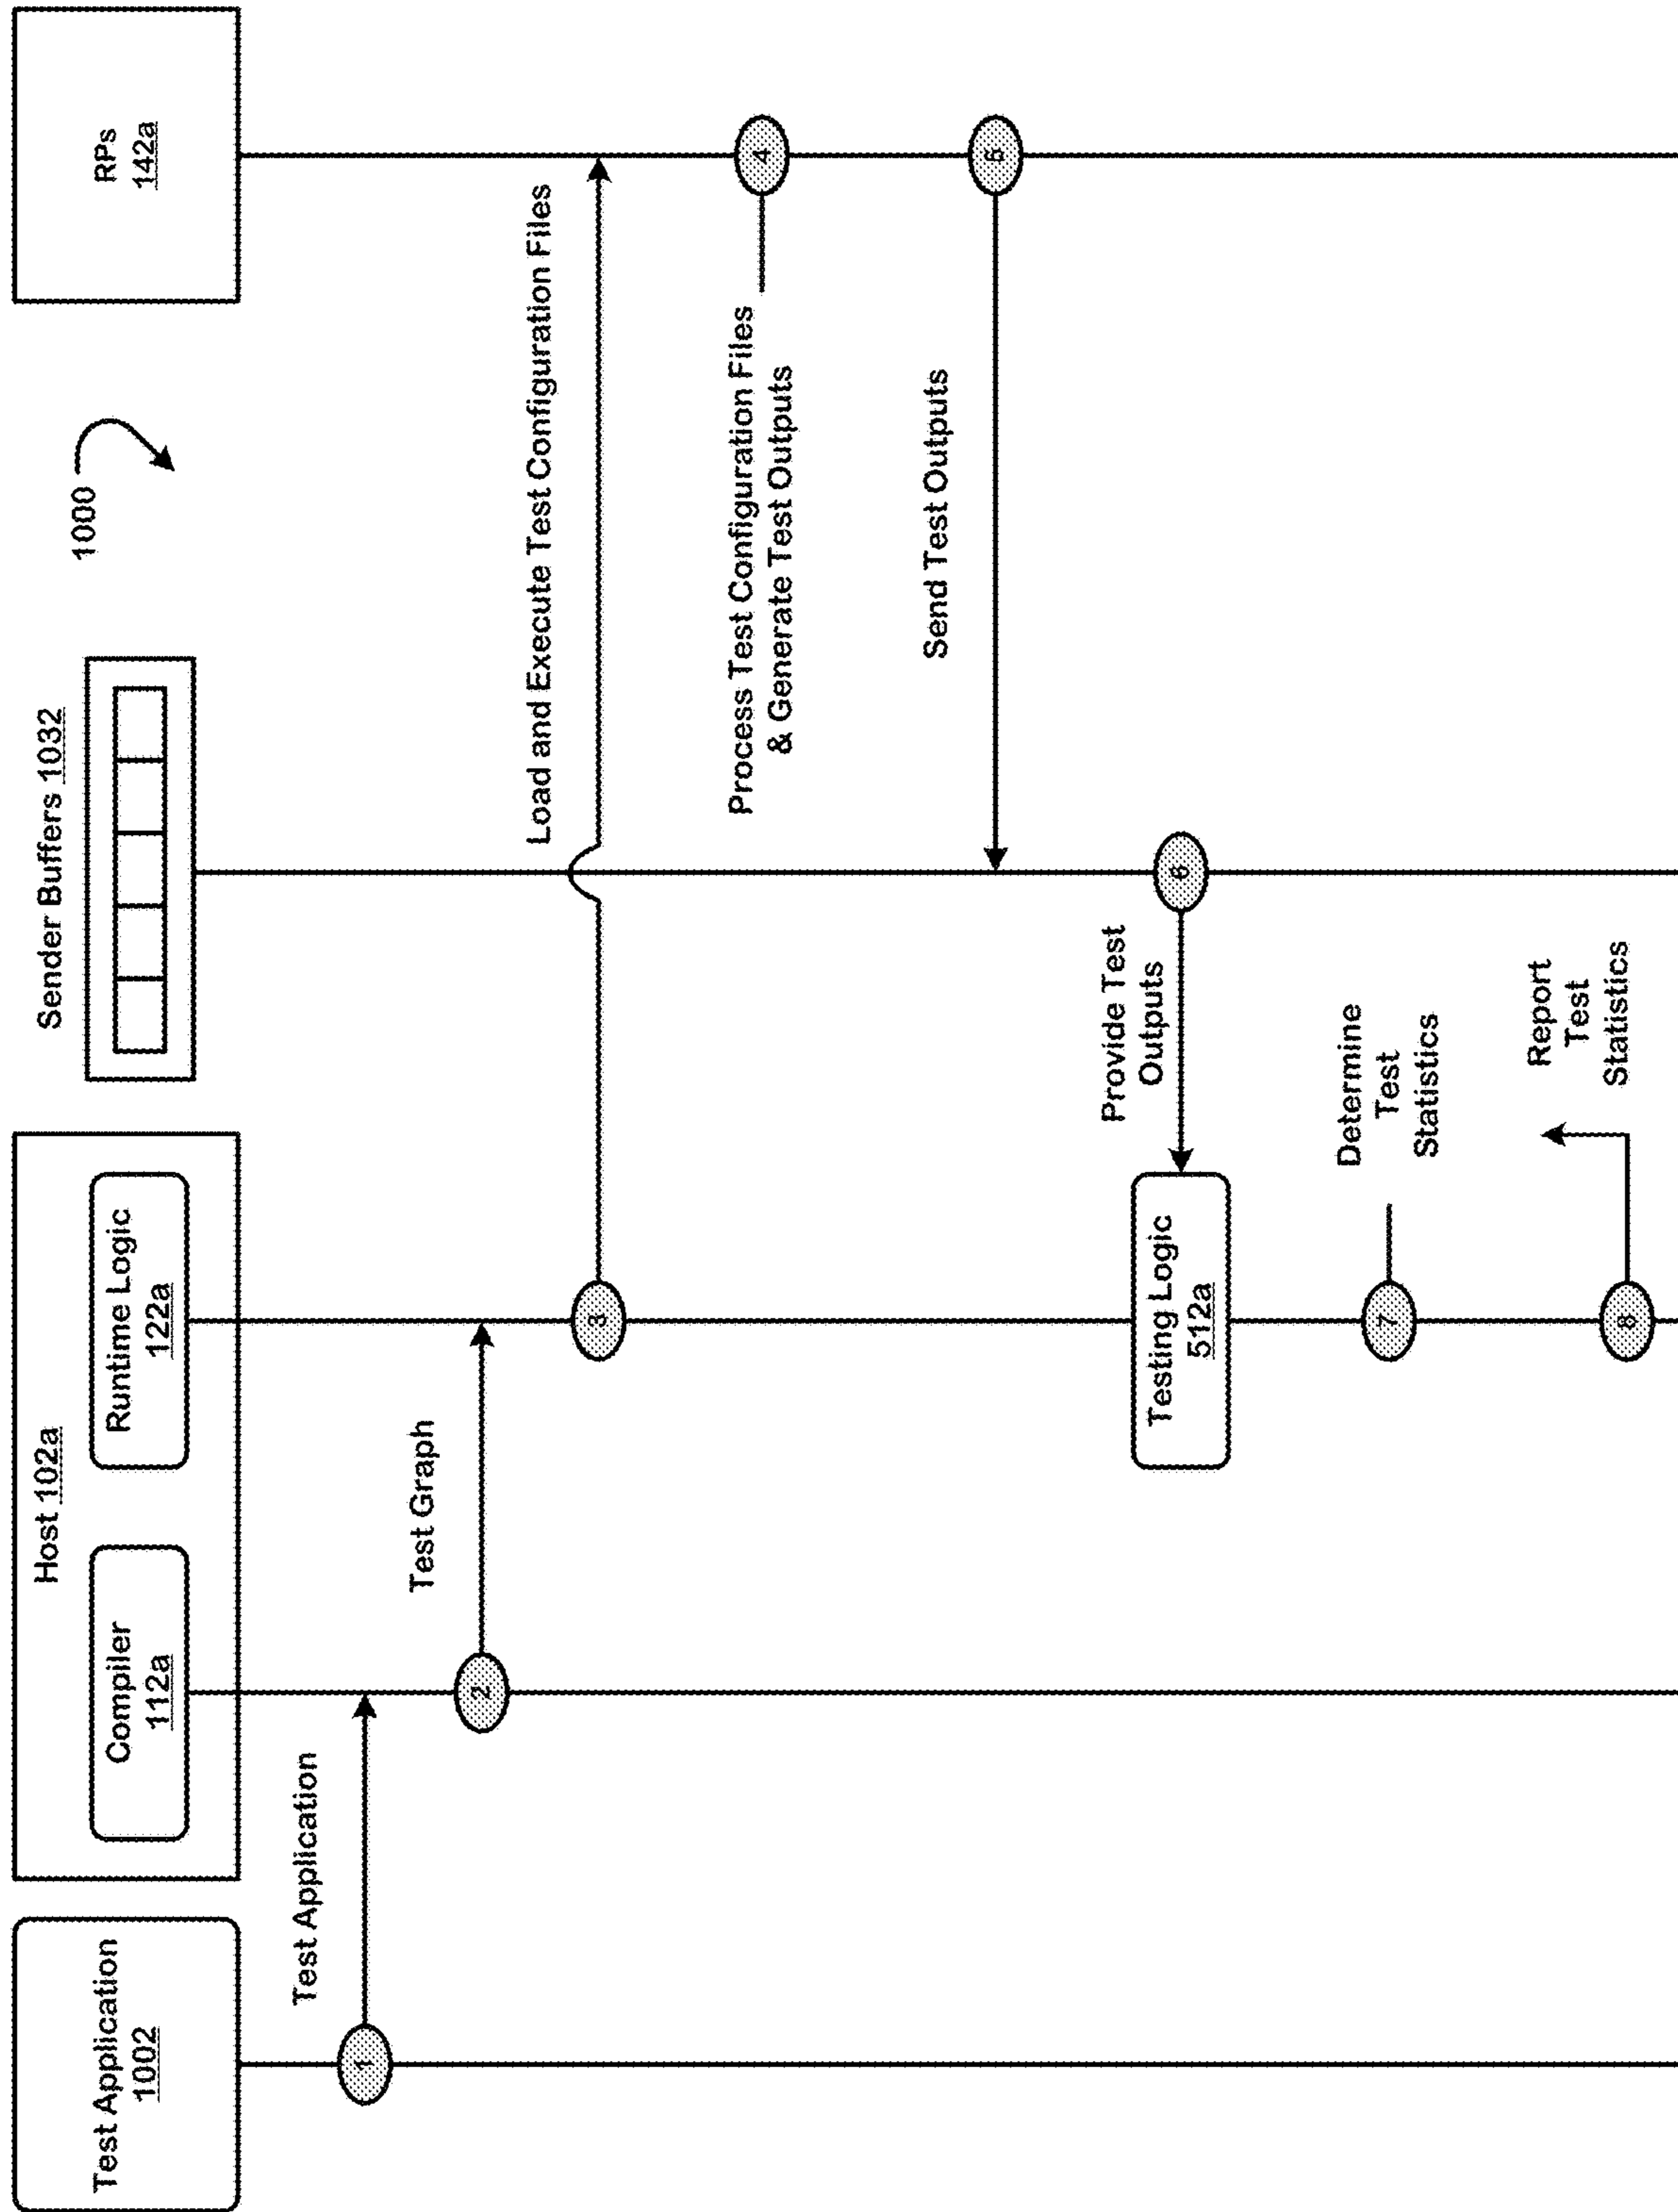 1000
Test Application
1002
Host 102a
Compiler
112a
Runtime Logic
122a
Sender Buffers 1032
RPs
142a
1
Test Application
2
Test Graph
3
Load and Execute Test Configuration Files
4
Process Test Configuration Files
& Generate Test Outputs
5
Send Test Outputs
6
Provide Test
Outputs
Testing Logic
512a
7
Determine
Test
Statistics
8
Report
Test
Statistics